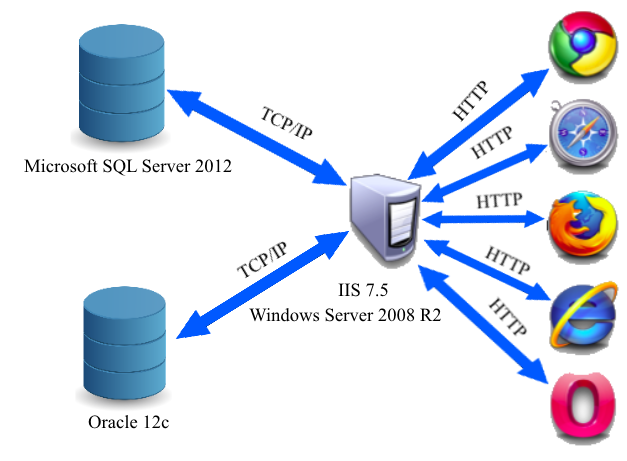 TCP/IP
Microsoft SQL Server 2012
TCP/IP
Oracle 12c
IIS 7.5
Windows Server 2008 R2
HTTP
HTTP
HTTP
HTTP
HTTP